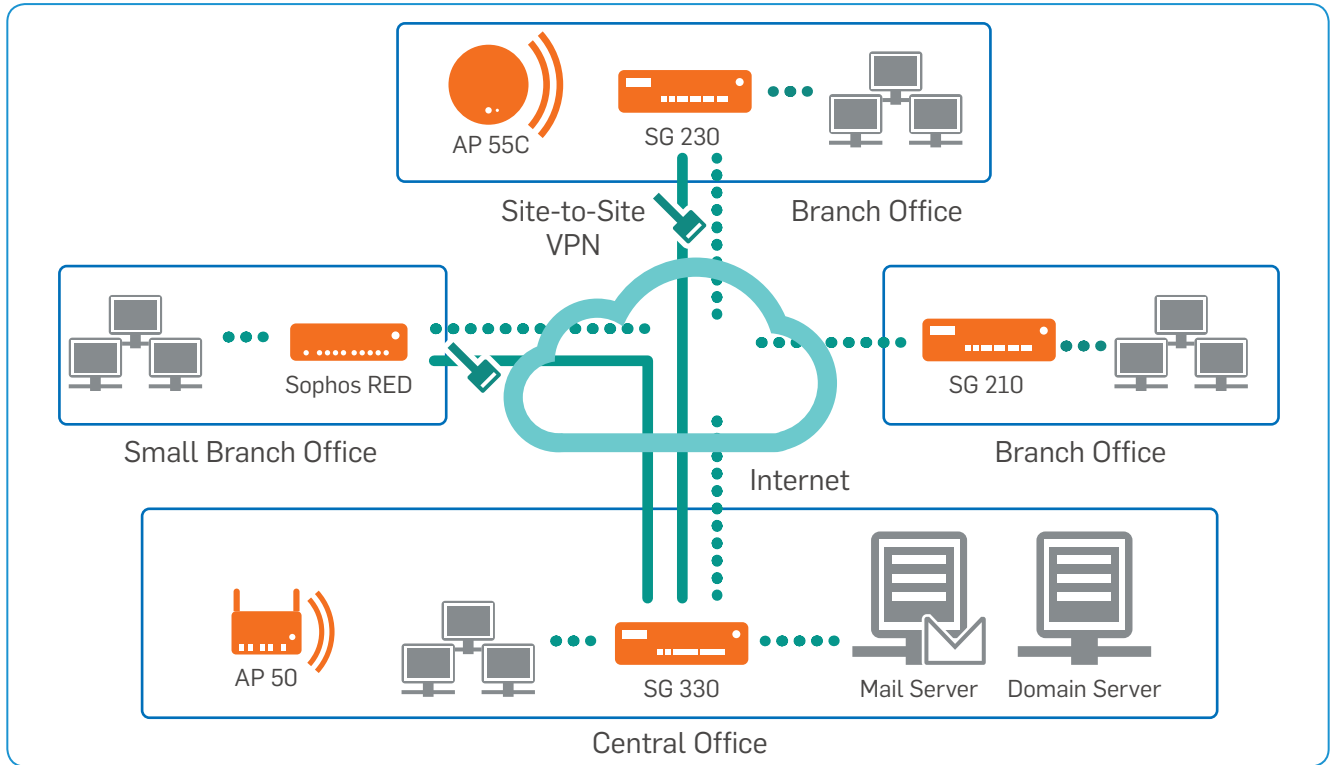 AP 55C
SG 230
Site-to-Site
VPN
Branch Office
Sophos RED
SG 210
Small Branch Office
Branch Office
Internet
AP 50
SG 330
Mail Server
Domain Server
Central Office